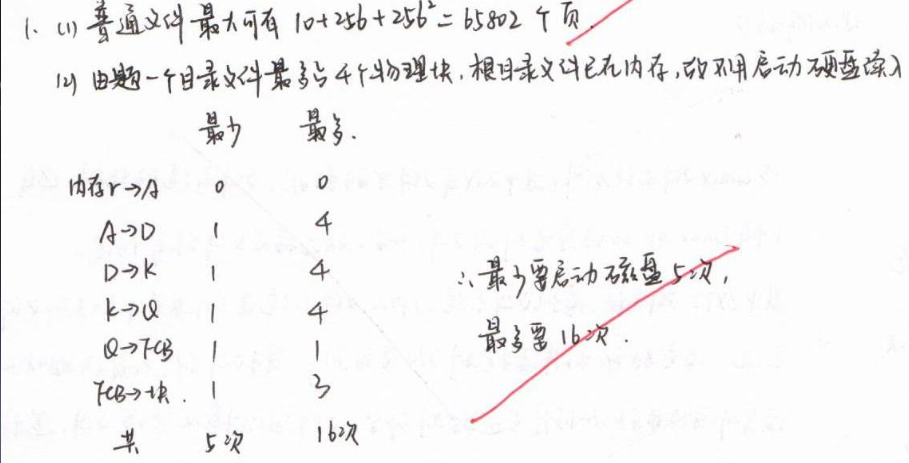 1. (1) 普通文件最大可有 10+256+256²=65802 个页.
(2) 由题一个目录文件最多占4个物理块,根目录文件已在内存,故不用启动硬盘读入
最少 最多.
内存r→A 0 0
A→D 1 4
D→K 1 4
K→Q 1 4
Q→FCB 1 1
FCB→块. 1 3
共 5次 16次
∴最少要启动磁盘5次,
最多要16次.